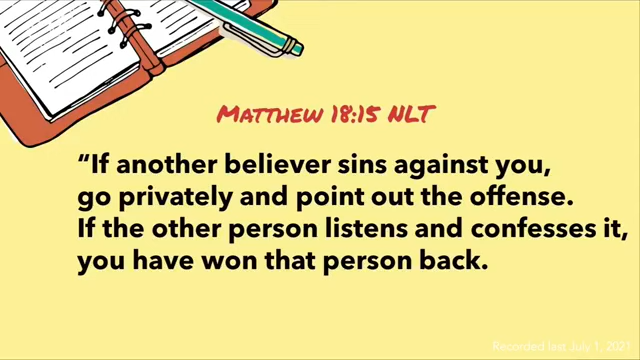 MATTHEW 18:15 NLT
“If another believer sins against you,
go privately and point out the offense.
If the other person listens and confesses it,
you have won that person back.
Recorded last July 1, 2021